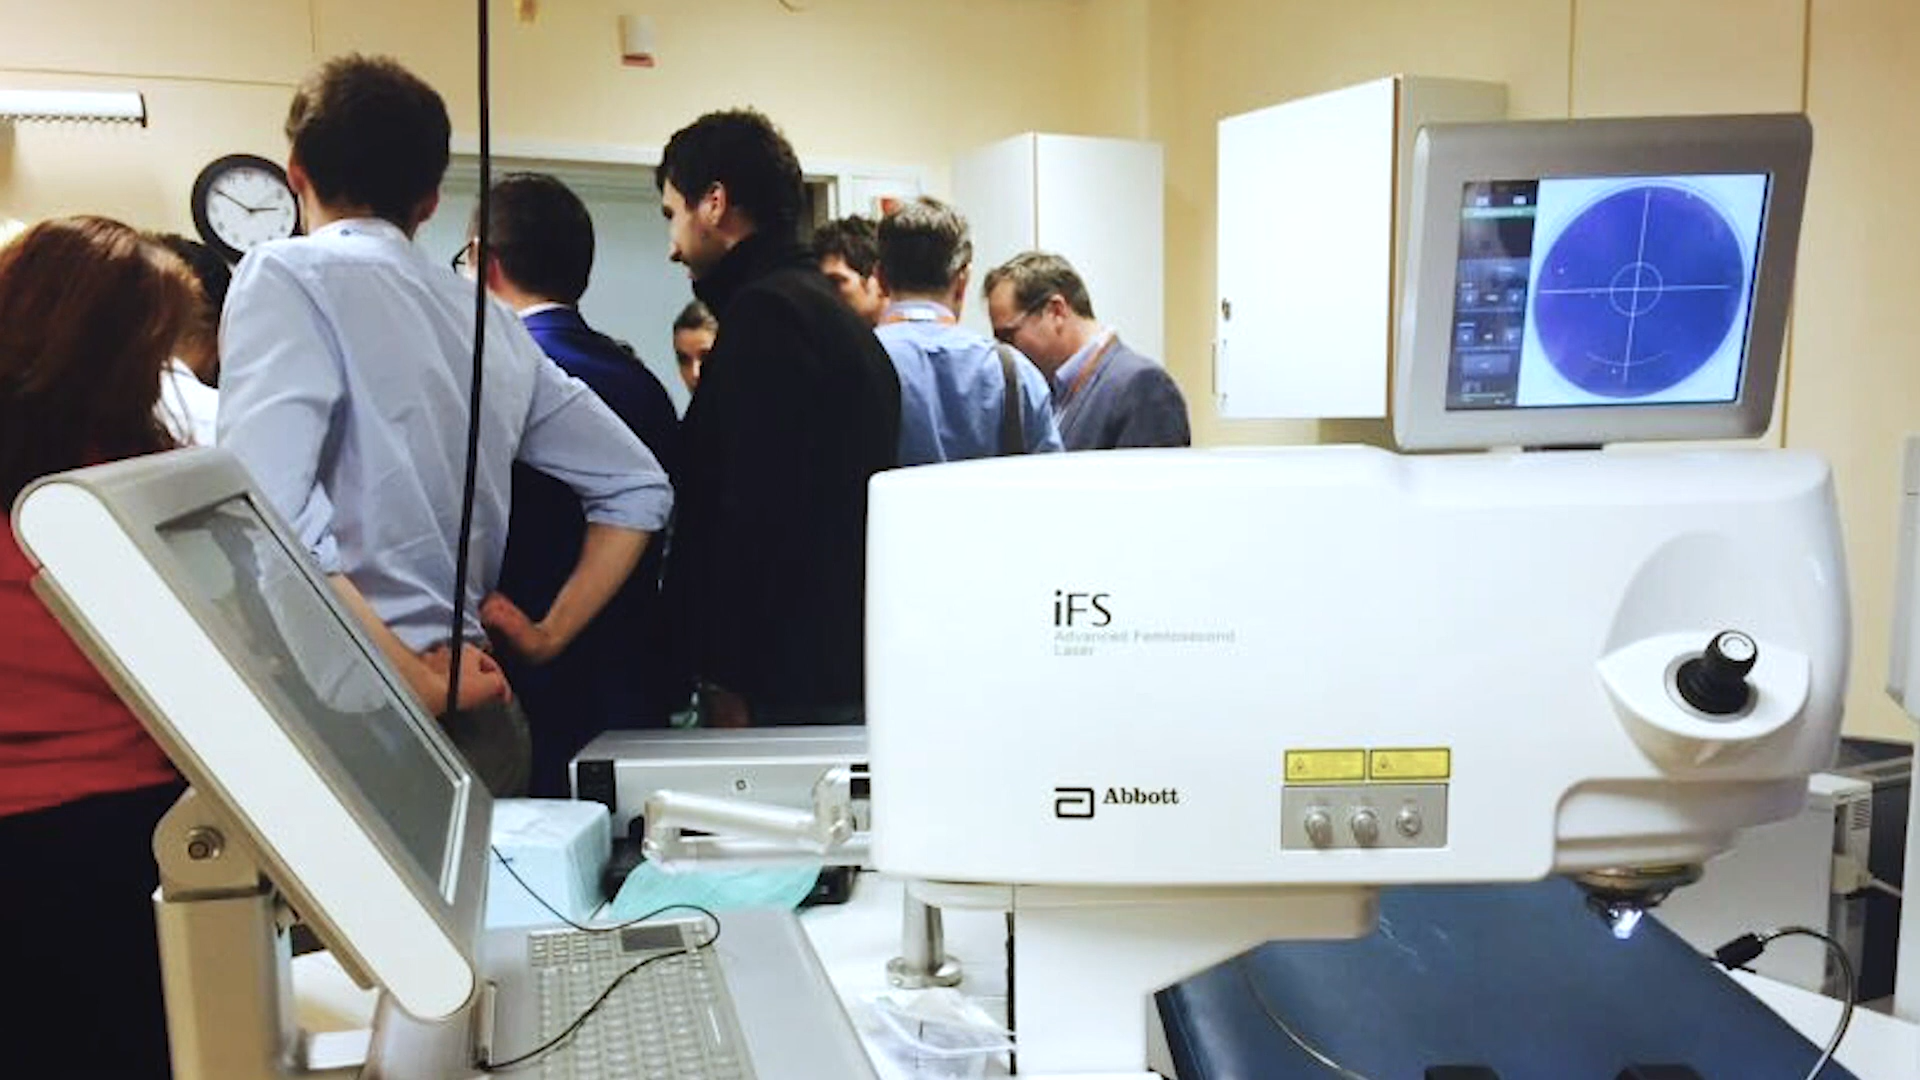 iFS
Advanced Femtosecond
Laser
Abbott